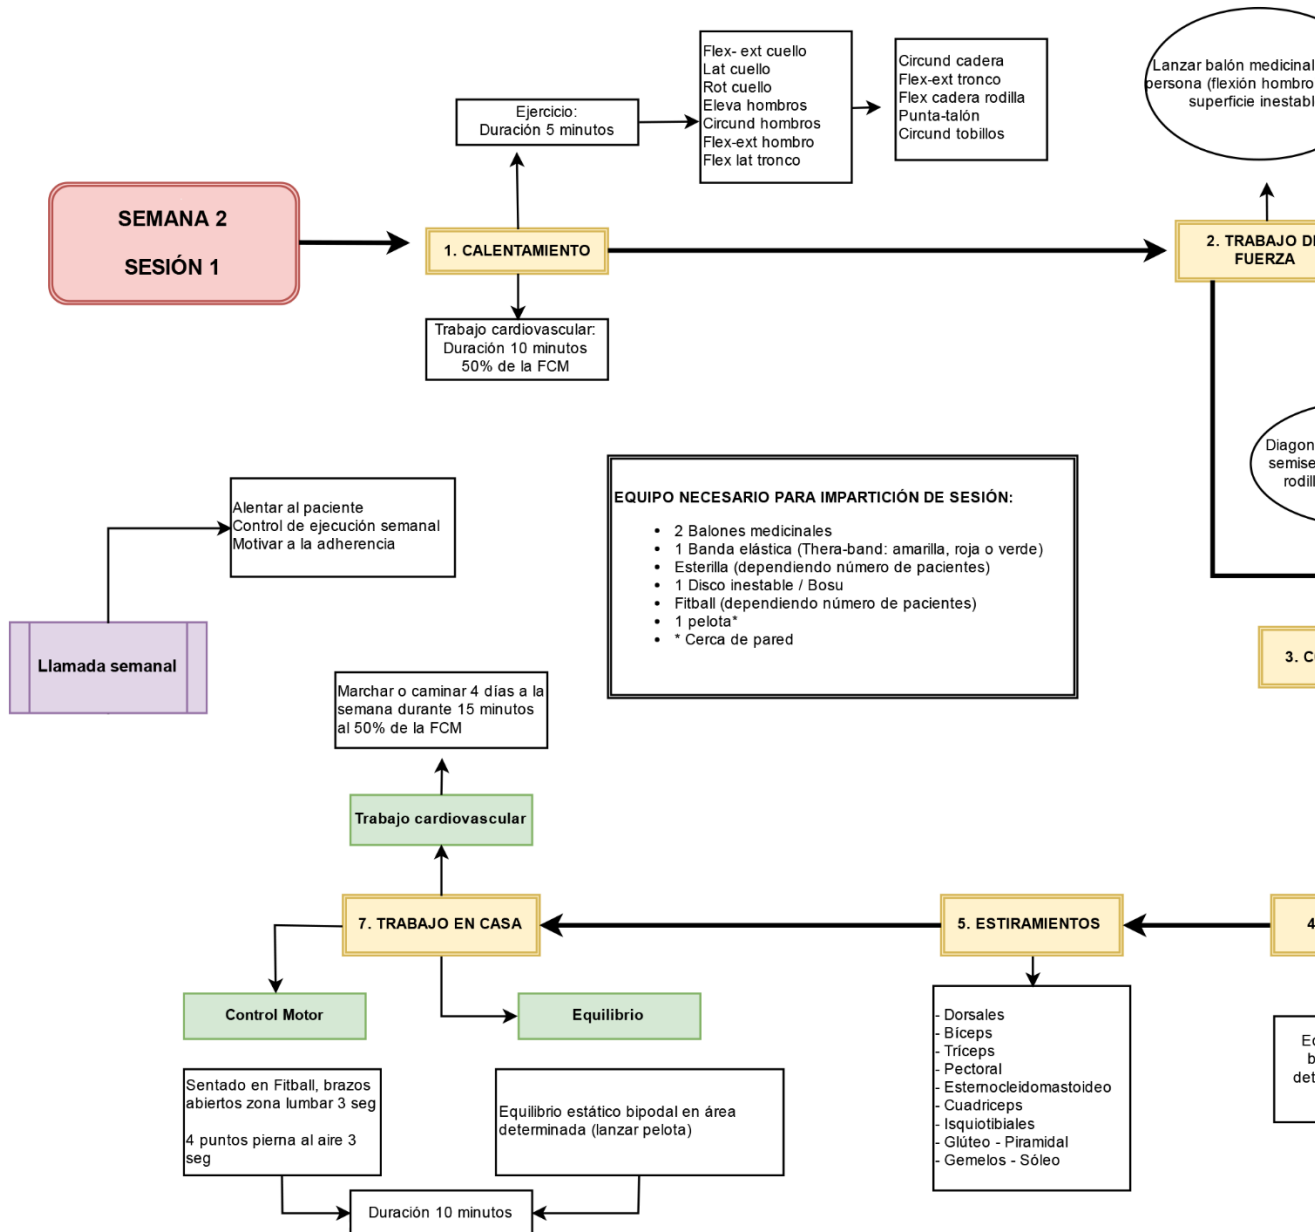 SEMANA 2
SESIÓN 1
1. CALENTAMIENTO
Ejercicio:
Duración 5 minutos
Flex- ext cuello
Lat cuello
Rot cuello
Eleva hombros
Circund hombros
Flex-ext hombro
Flex lat tronco
Circund cadera
Flex-ext tronco
Flex cadera rodilla
Punta-talón
Circund tobillos
Trabajo cardiovascular:
Duración 10 minutos
50% de la FCM
Lanzar balón medicinal
persona (flexión hombro
superficie inestabl
2. TRABAJO DE
FUERZA
Diagon
semise
rodill
3. C
EQUIPO NECESARIO PARA IMPARTICIÓN DE SESIÓN:
• 2 Balones medicinales
• 1 Banda elástica (Thera-band: amarilla, roja o verde)
• Esterilla (dependiendo número de pacientes)
• 1 Disco inestable / Bosu
• Fitball (dependiendo número de pacientes)
• 1 pelota*
• * Cerca de pared
Alentar al paciente
Control de ejecución semanal
Motivar a la adherencia
Llamada semanal
Marchar o caminar 4 días a la
semana durante 15 minutos
al 50% de la FCM
Trabajo cardiovascular
7. TRABAJO EN CASA
5. ESTIRAMIENTOS
4
Control Motor
Equilibrio
Sentado en Fitball, brazos
abiertos zona lumbar 3 seg
4 puntos pierna al aire 3
seg
Equilibrio estático bipodal en área
determinada (lanzar pelota)
Duración 10 minutos
- Dorsales
- Bíceps
- Tríceps
- Pectoral
- Esternocleidomastoideo
- Cuadriceps
- Isquiotibiales
- Glúteo - Piramidal
- Gemelos - Sóleo
b
det